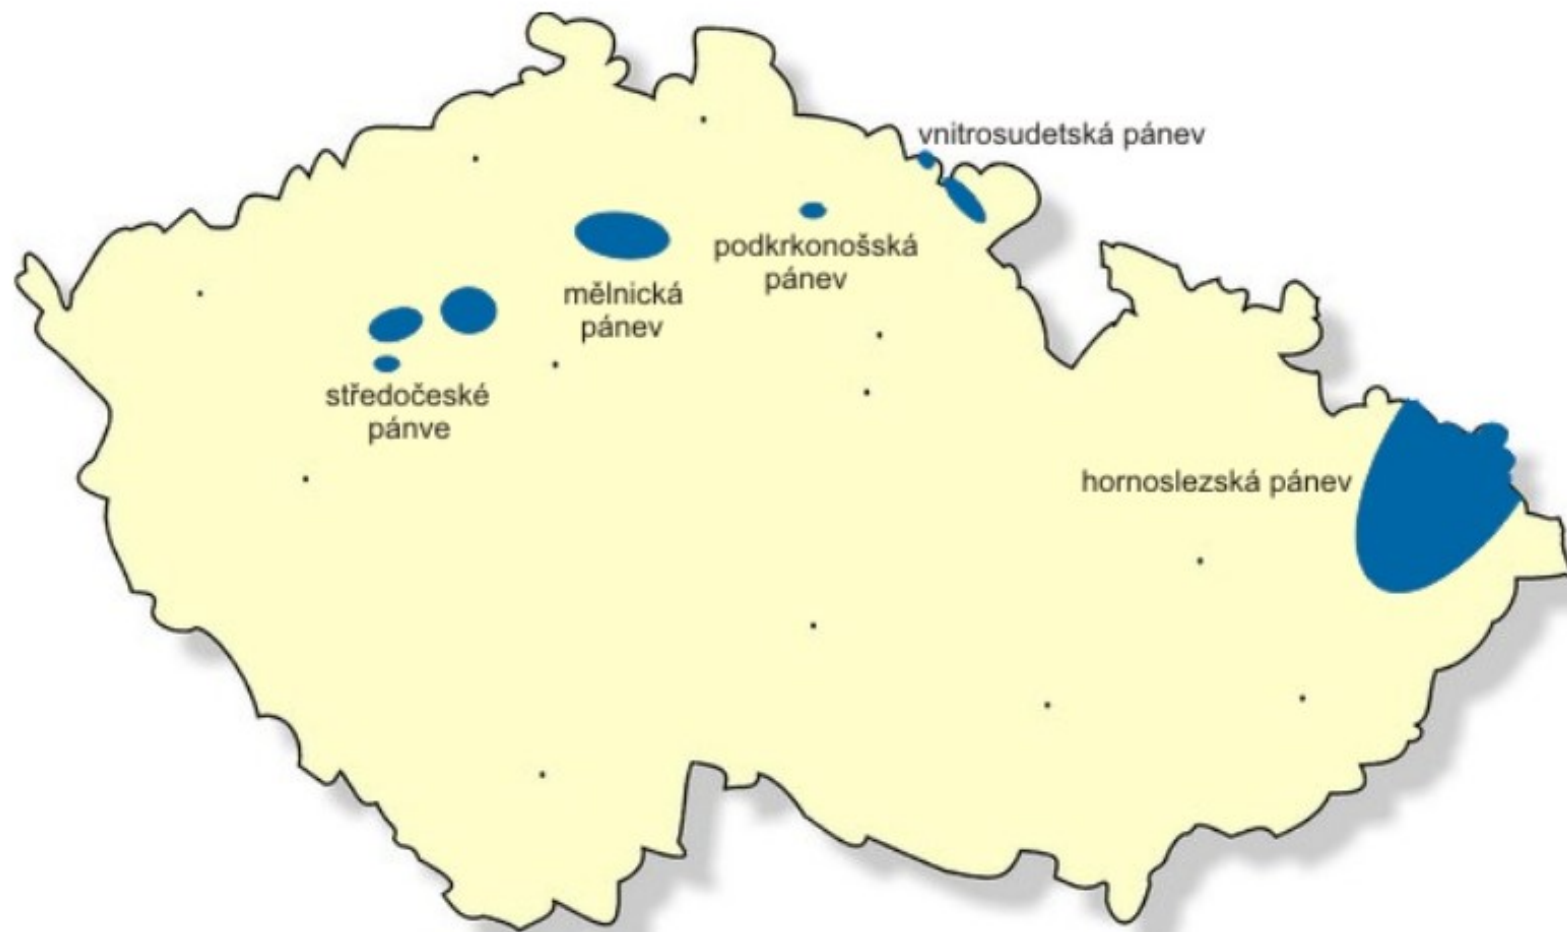 vnitrosudetská pánev
podkrkonošská
pánev
mělnická
pánev
středočeské
pánve
hornoslezská pánev